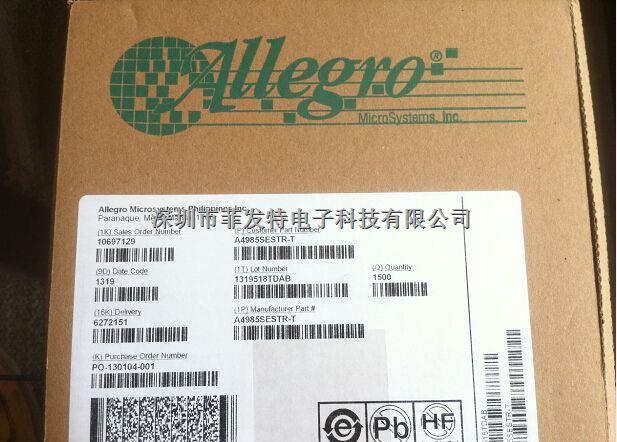 Allegro®
MicroSystems, Inc.
Allegro Microsystems Philippines Inc.
Paranaque,
深圳市菲发特电子科技有限公司
(1K) Sales Order Number
10697129
(P) Customer Part Number
A4985SESTR-T
(9D) Date Code
1319
(1T) Lot Number
1319518TDAB
(Q) Quantity
1500
(16K) Delivery
6272151
(1P) Manufacturer Part #
A4985SESTR-T
(K) Purchase Order Number
PO-130104-001
e
Pb
HF